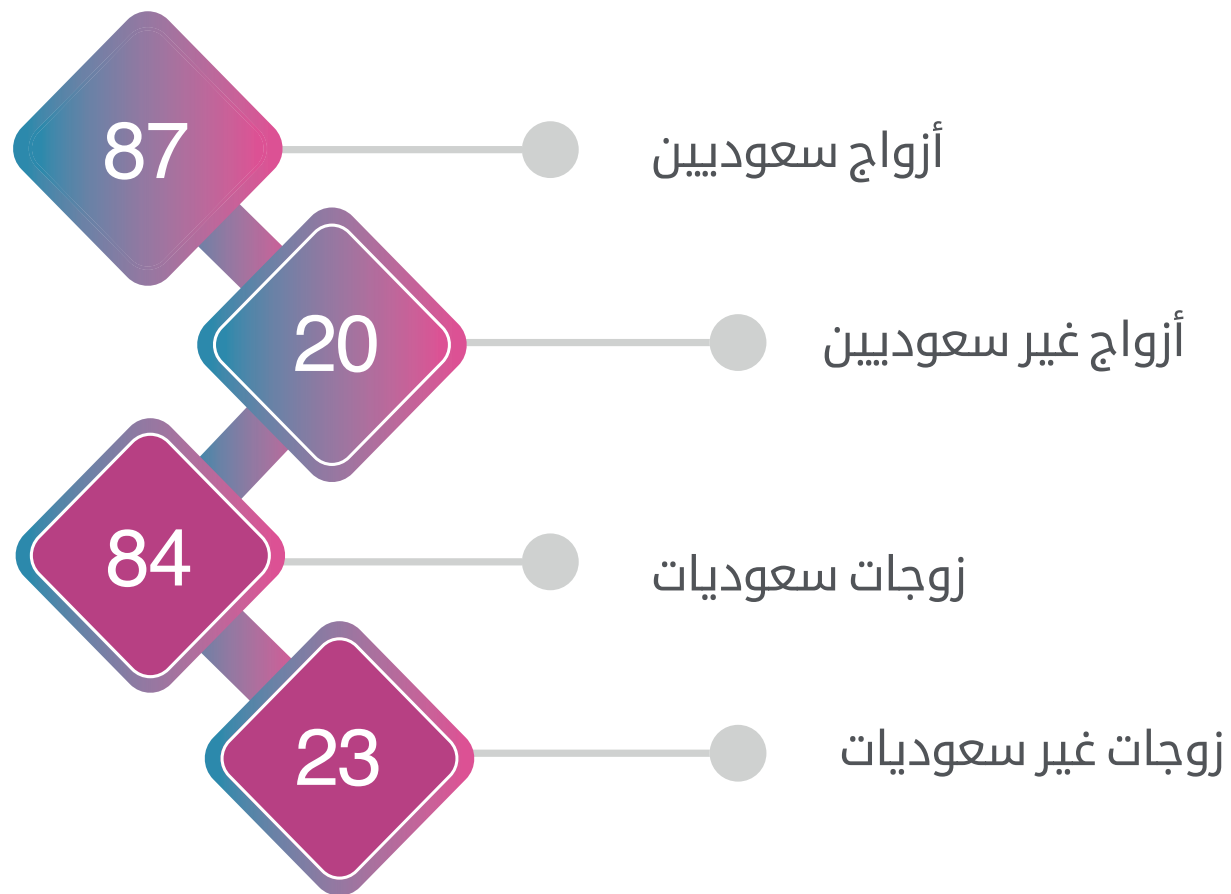 87
أزواج سعوديين
20
أزواج غير سعوديين
84
زوجات سعوديات
23
زوجات غير سعوديات